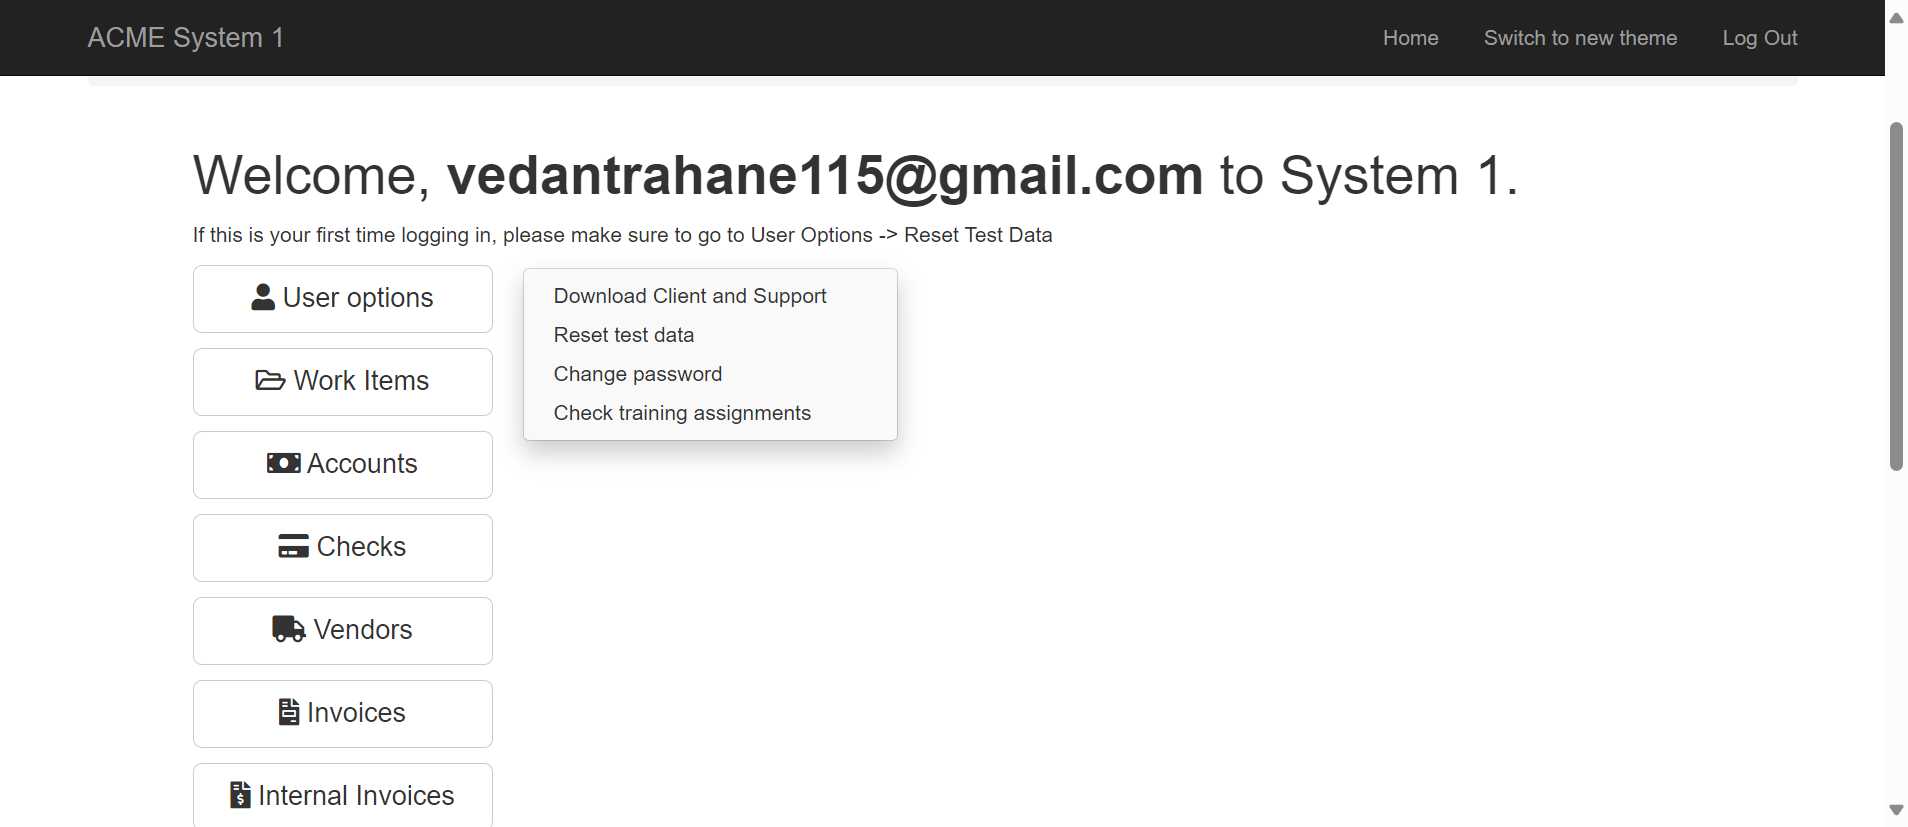 ACME System 1
Home
Switch to new theme
Log Out
Welcome, vedantrahane115@gmail.com to System 1.
If this is your first time logging in, please make sure to go to User Options -> Reset Test Data
User options
Download Client and Support
Reset test data
Change password
Check training assignments
Work Items
Accounts
Checks
Vendors
Invoices
Internal Invoices